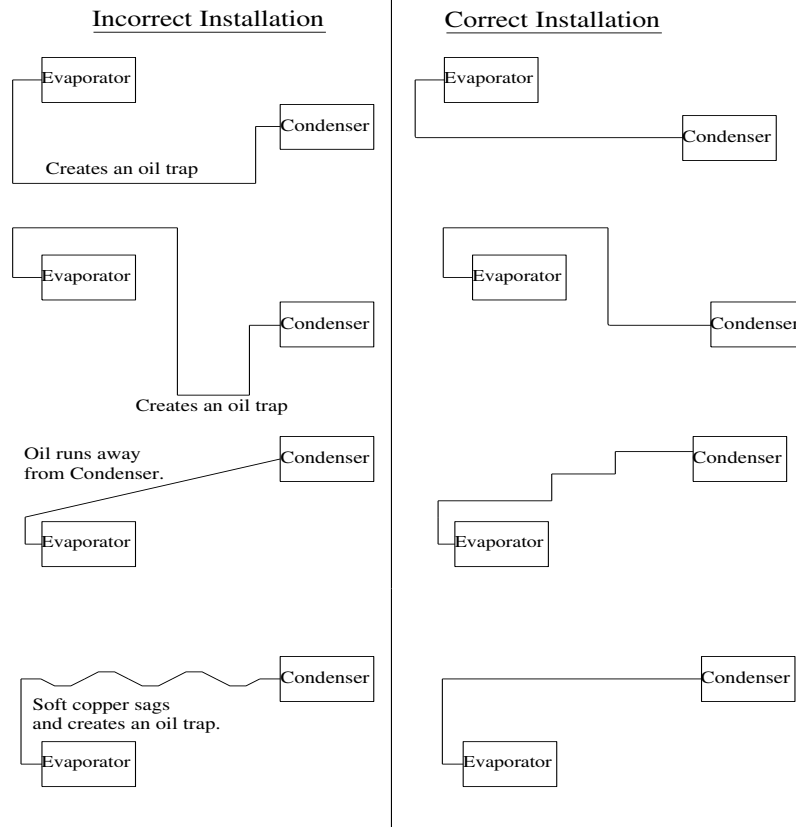 Incorrect Installation
Evaporator
Condenser
Creates an oil trap
Evaporator
Condenser
Creates an oil trap
Oil runs away
from Condenser.
Condenser
Evaporator
Condenser
Soft copper sags
and creates an oil trap.
Evaporator
Correct Installation
Evaporator
Condenser
Evaporator
Condenser
Condenser
Evaporator
Condenser
Evaporator